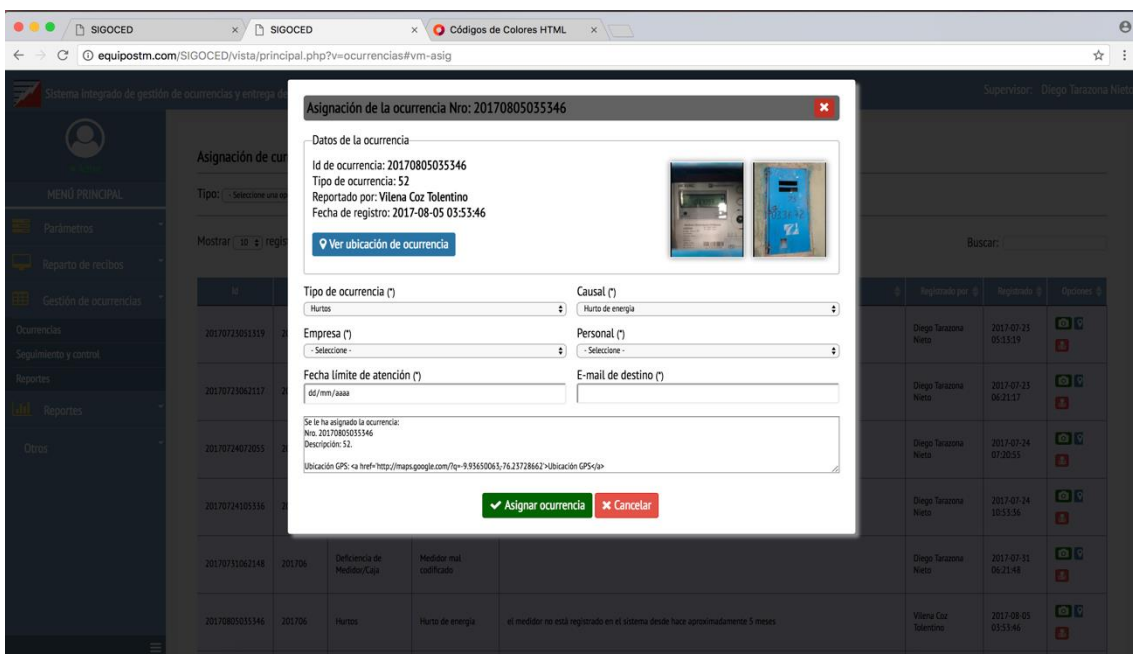 SIGOCED
SIGOCED
Códigos de Colores HTML
equipostm.com/SIGOCED/vista/principal.php?v=ocurrencias#vm-asig
Sistema integrado de gestión de ocurrencias y entrega de
Supervisor: Diego Tarazona Nieto
MENÚ PRINCIPAL
Parámetros
Reparto de recibos
Gestión de ocurrencias
Ocurrencias
Seguimiento y control
Reportes
Reportes
Otros
Asignación de
Tipo: - Seleccione una
Mostrar 10
Buscar:
Asignación de la ocurrencia Nro: 20170805035346
Datos de la ocurrencia
Id de ocurrencia: 20170805035346
Tipo de ocurrencia: 52
Reportado por: Vilena Coz Tolentino
Fecha de registro: 2017-08-05 03:53:46
Ver ubicación de ocurrencia
Tipo de ocurrencia (*)
Hurtos
Causal (*)
Hurto de energía
Empresa (*)
- Seleccione -
Personal (*)
- Seleccione -
Fecha límite de atención (*)
dd/mm/aaaa
E-mail de destino (*)
Se le ha asignado la ocurrencia:
Nro. 20170805035346
Descripción: 52.
Ubicación GPS: <a href='http://maps.google.com/?q=-9.93650063,-76.23728662'>Ubicación GPS</a>
Asignar ocurrencia
Cancelar
Id Registrado por Registrado Opciones
20170723051319 Diego Tarazona Nieto 2017-07-23 05:13:19
20170723062117 Diego Tarazona Nieto 2017-07-23 06:21:17
20170724072055 Diego Tarazona Nieto 2017-07-24 07:20:55
20170724105336 Diego Tarazona Nieto 2017-07-24 10:53:36
20170731062148 201706 Deficiencia de Medidor/Caja Medidor mal codificado Diego Tarazona Nieto 2017-07-31 06:21:48
20170805035346 201706 Hurtos Hurto de energía el medidor no está registrado en el sistema desde hace aproximadamente 5 meses Vilena Coz Tolentino 2017-08-05 03:53:46